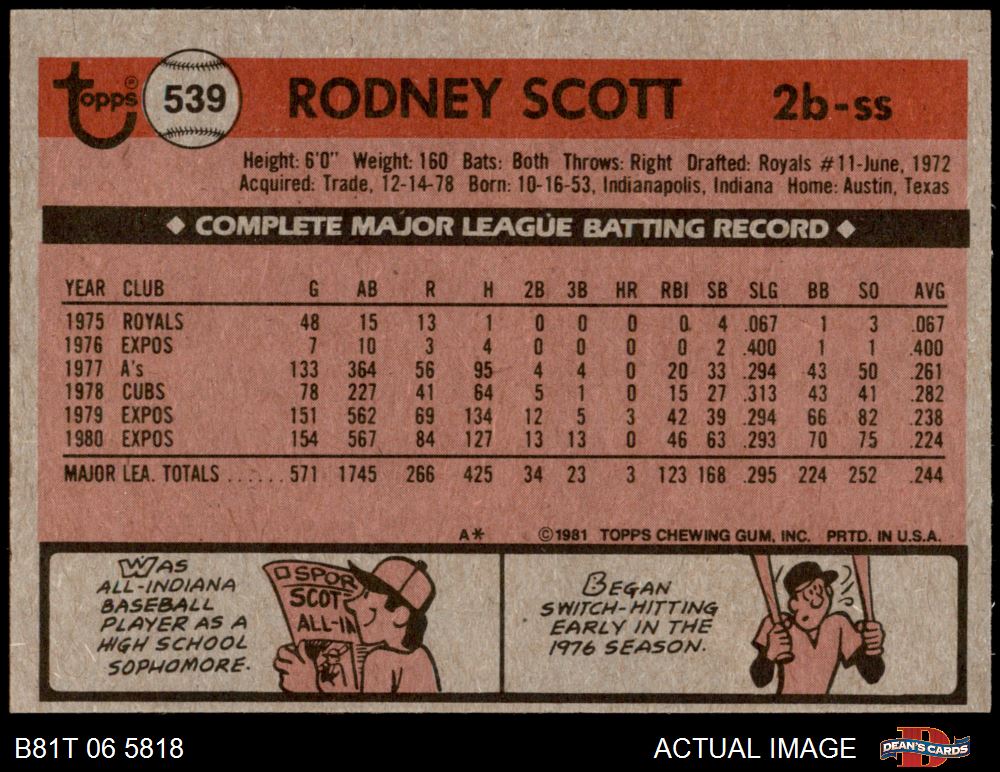 topps®
539
RODNEY SCOTT 2b-ss
Height: 6'0" Weight: 160 Bats: Both Throws: Right Drafted: Royals #11-June, 1972
Acquired: Trade, 12-14-78 Born: 10-16-53, Indianapolis, Indiana Home: Austin, Texas
◆ COMPLETE MAJOR LEAGUE BATTING RECORD ◆
YEAR CLUB G AB R H 2B 3B HR RBI SB SLG BB SO AVG
1975 ROYALS 48 15 13 1 0 0 0 0 4 .067 1 3 .067
1976 EXPOS 7 10 3 4 0 0 0 0 2 .400 1 1 .400
1977 A's 133 364 56 95 4 4 0 20 33 .294 43 50 .261
1978 CUBS 78 227 41 64 5 1 0 15 27 .313 43 41 .282
1979 EXPOS 151 562 69 134 12 5 3 42 39 .294 66 82 .238
1980 EXPOS 154 567 84 127 13 13 0 46 63 .293 70 75 .224
MAJOR LEA. TOTALS ...... 571 1745 266 425 34 23 3 123 168 .295 224 252 .244
A* ©1981 TOPPS CHEWING GUM, INC. PRTD. IN U.S.A.
WAS
ALL-INDIANA
BASEBALL
PLAYER AS A
HIGH SCHOOL
SOPHOMORE.
SPOR
SCOT
ALL-IN
BEGAN
SWITCH-HITTING
EARLY IN THE
1976 SEASON.
B81T 06 5818 ACTUAL IMAGE
DEAN'S CARDS